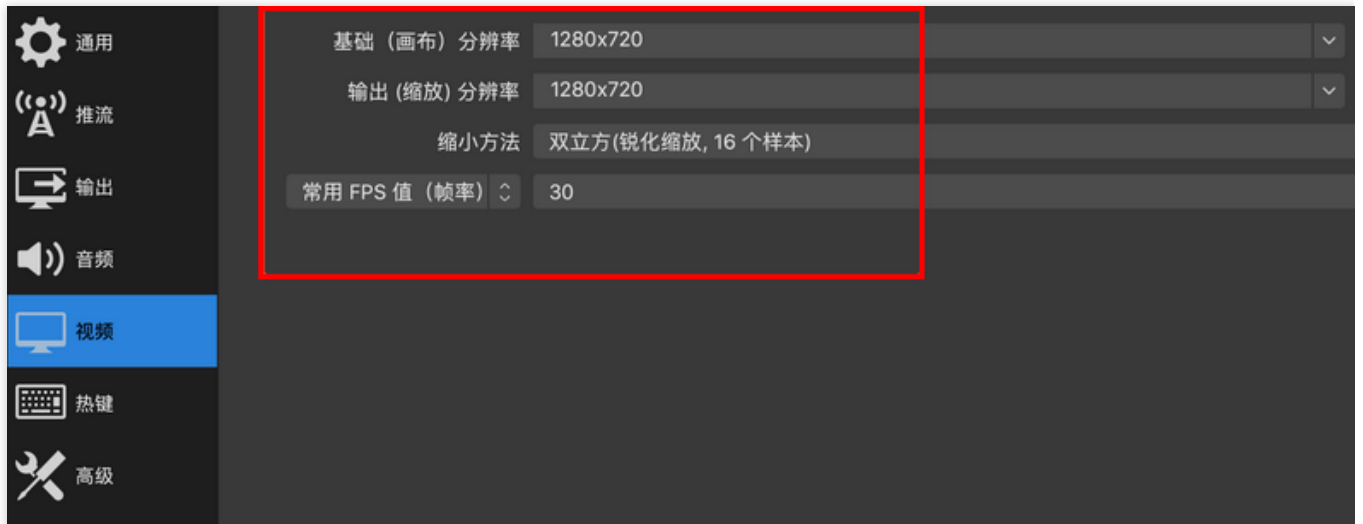 通用
推流
输出
音频
视频
热键
高级
基础（画布）分辨率 1280x720
输出 (缩放) 分辨率 1280x720
缩小方法 双立方(锐化缩放, 16 个样本)
常用 FPS 值（帧率） 30